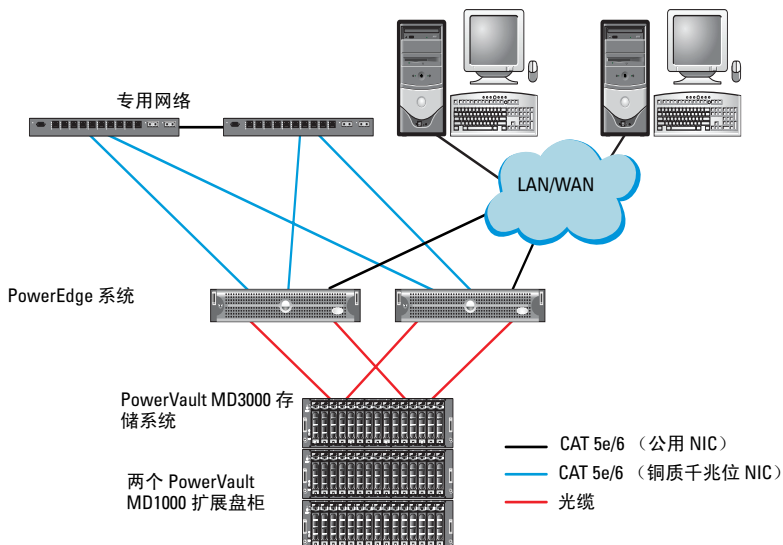 专用网络
LAN/WAN
PowerEdge 系统
PowerVault MD3000 存
储系统
两个 PowerVault
MD1000 扩展盘柜
CAT 5e/6 （公用 NIC）
CAT 5e/6 （铜质千兆位 NIC）
光缆